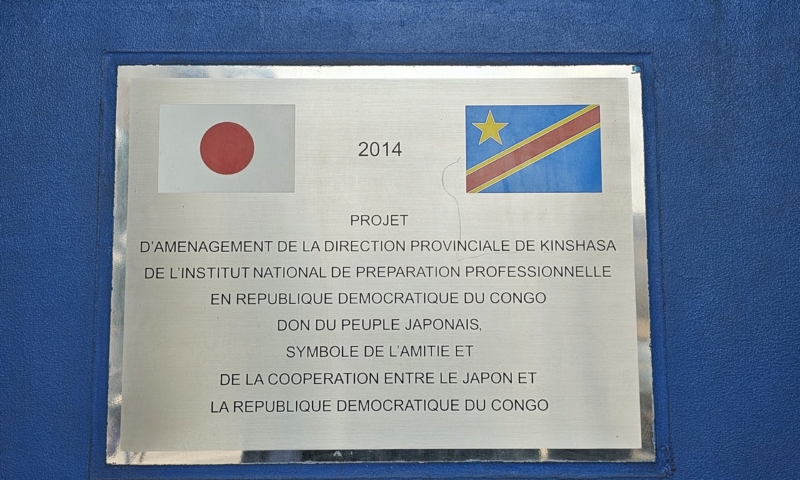 2014
PROJET
D'AMENAGEMENT DE LA DIRECTION PROVINCIALE DE KINSHASA
DE L'INSTITUT NATIONAL DE PREPARATION PROFESSIONNELLE
EN REPUBLIQUE DEMOCRATIQUE DU CONGO
DON DU PEUPLE JAPONAIS,
SYMBOLE DE L'AMITIE ET
DE LA COOPERATION ENTRE LE JAPON ET
LA REPUBLIQUE DEMOCRATIQUE DU CONGO